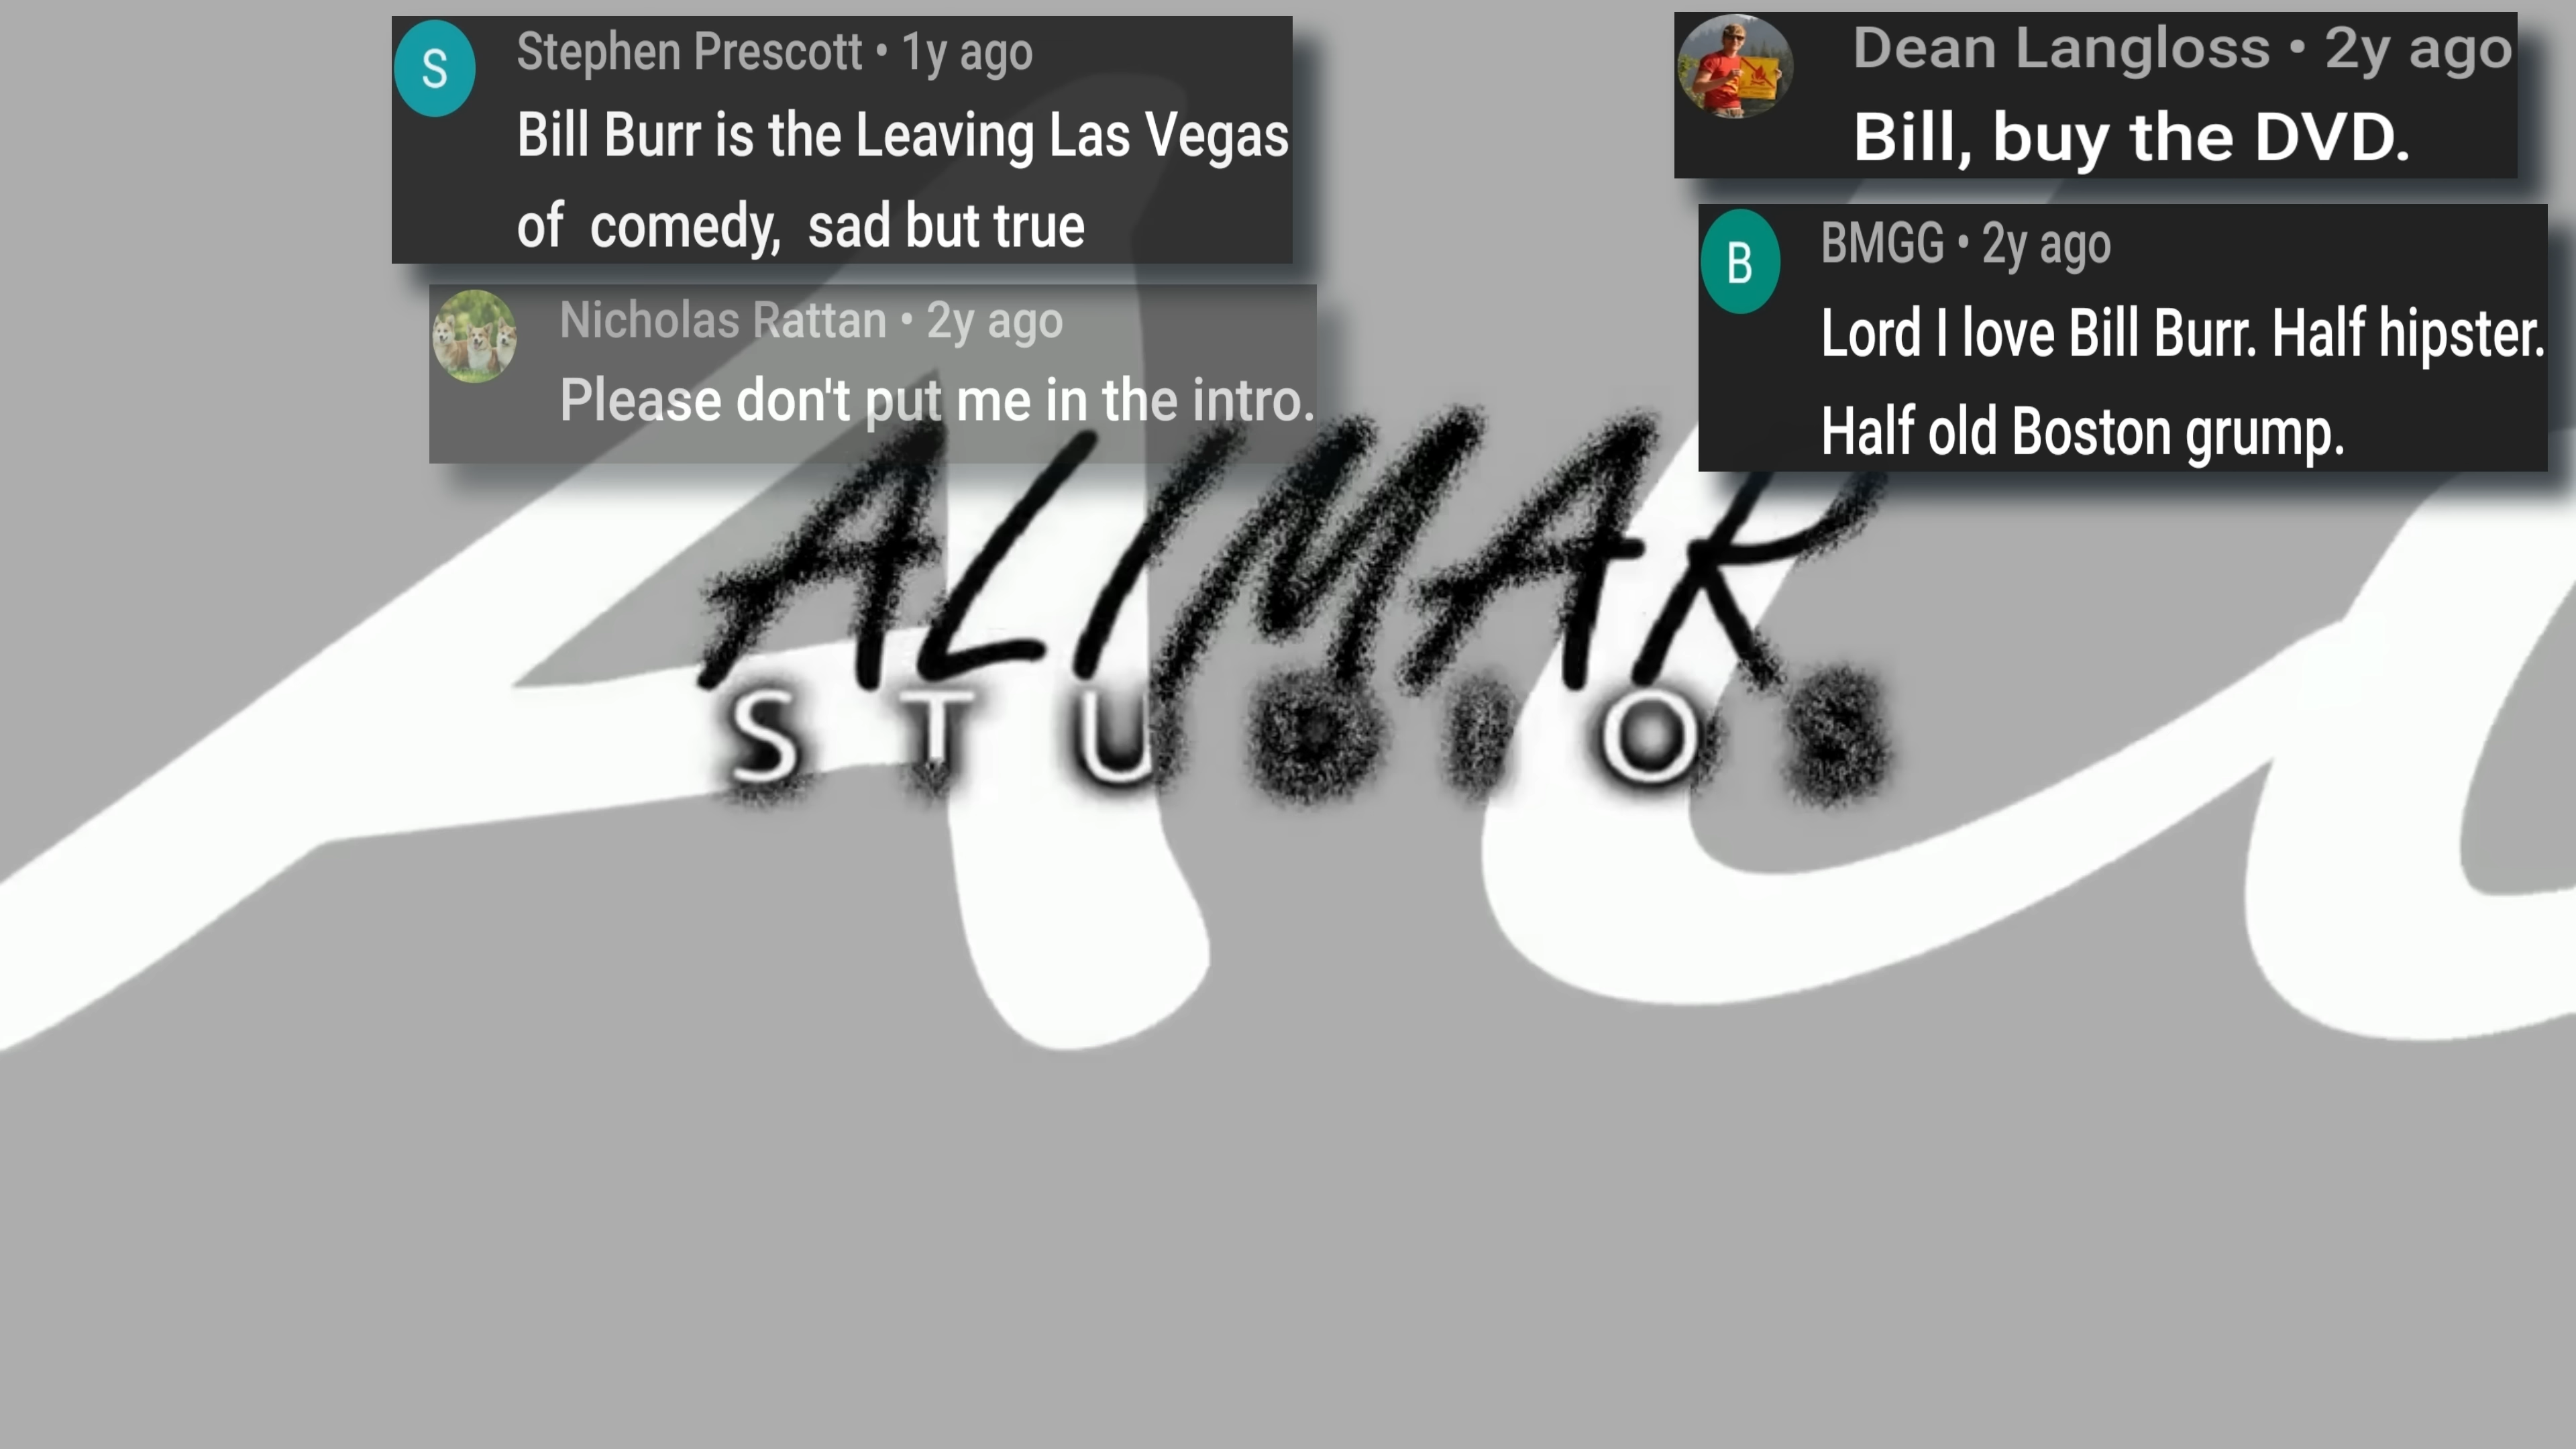 S
Stephen Prescott • 1y ago
Bill Burr is the Leaving Las Vegas
of comedy, sad but true
Nicholas Rattan • 2y ago
Please don't put me in the intro.
Dean Langloss • 2y ago
Bill, buy the DVD.
B
BMGG • 2y ago
Lord I love Bill Burr. Half hipster.
Half old Boston grump.
ALIMAR
STUDIOS